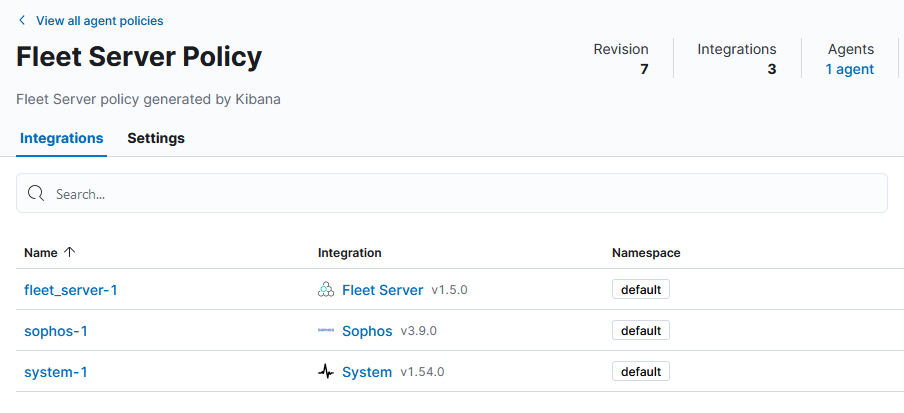 View all agent policies
Fleet Server Policy
Revision Integrations Agents
7 3 1 agent
Fleet Server policy generated by Kibana
Integrations Settings
Search...
Name Integration Namespace
fleet_server-1 Fleet Server v1.5.0 default
sophos-1 SOPHOS Sophos v3.9.0 default
system-1 System v1.54.0 default